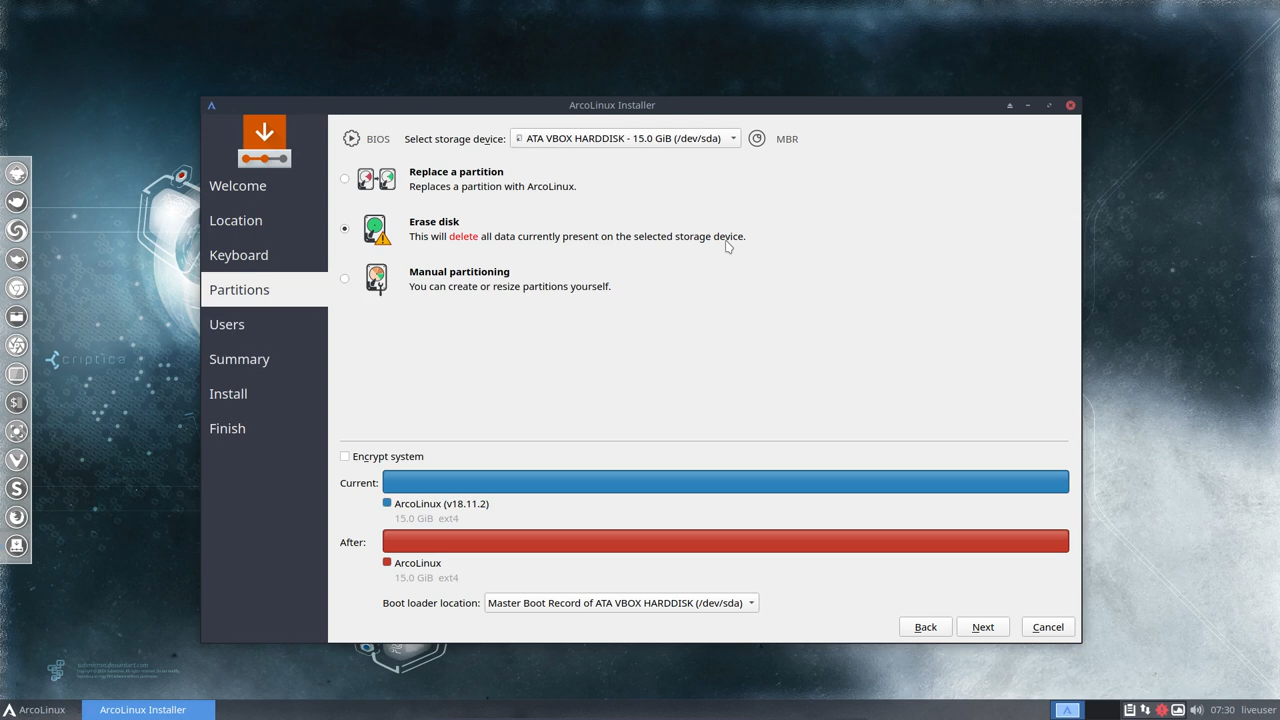 ArcoLinux Installer
BIOS
Select storage device:
ATA VBOX HARDDISK - 15.0 GiB (/dev/sda)
MBR
Welcome
Location
Keyboard
Partitions
Users
Summary
Install
Finish
Replace a partition
Replaces a partition with ArcoLinux.
Erase disk
This will delete all data currently present on the selected storage device.
Manual partitioning
You can create or resize partitions yourself.
Encrypt system
Current:
ArcoLinux (v18.11.2)
15.0 GiB ext4
After:
ArcoLinux
15.0 GiB ext4
Boot loader location:
Master Boot Record of ATA VBOX HARDDISK (/dev/sda)
Back
Next
Cancel
criptica
ArcoLinux
ArcoLinux Installer
07:30
liveuser